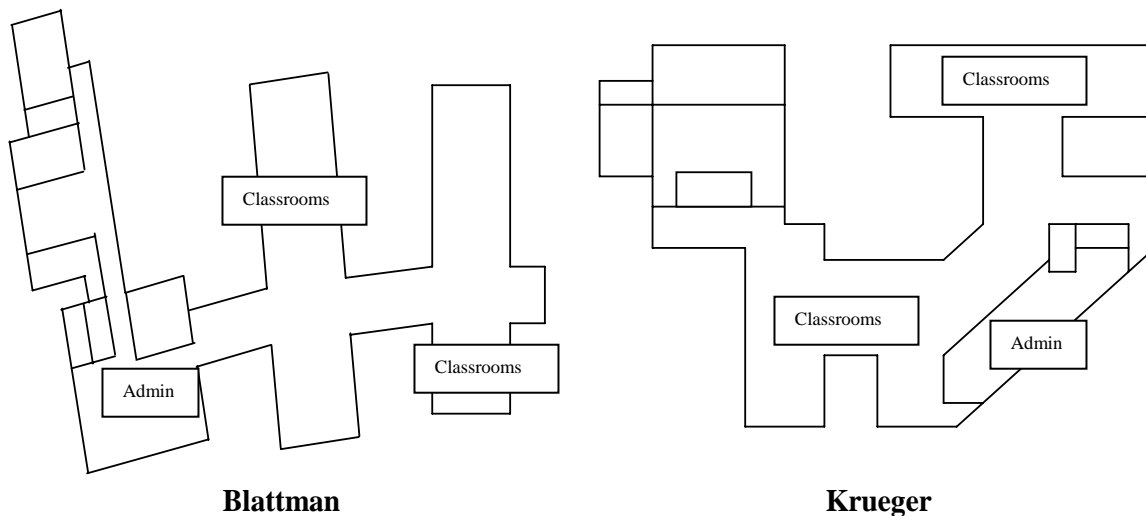 Classrooms
Classrooms
Admin
Blattman
Classrooms
Classrooms
Admin
Krueger